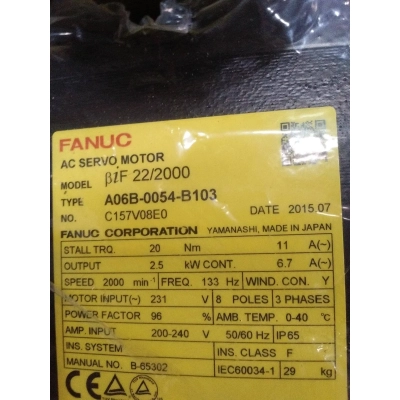 FANUC
AC SERVO MOTOR
MODEL βiF 22/2000
TYPE A06B-0054-B103
NO. C157V08E0 DATE 2015.07
FANUC CORPORATION YAMANASHI, MADE IN JAPAN
STALL TRQ. 20 Nm 11 A(~)
OUTPUT 2.5 kW CONT. 6.7 A(~)
SPEED 2000 min⁻¹ FREQ. 133 Hz WIND. CON. Y
MOTOR INPUT(~) 231 V 8 POLES 3 PHASES
POWER FACTOR 96 % AMB. TEMP. 0-40 ℃
AMP. INPUT 200-240 V 50/60 Hz IP65
INS. SYSTEM INS. CLASS F
MANUAL NO. B-65302 IEC60034-1 29 kg
CE